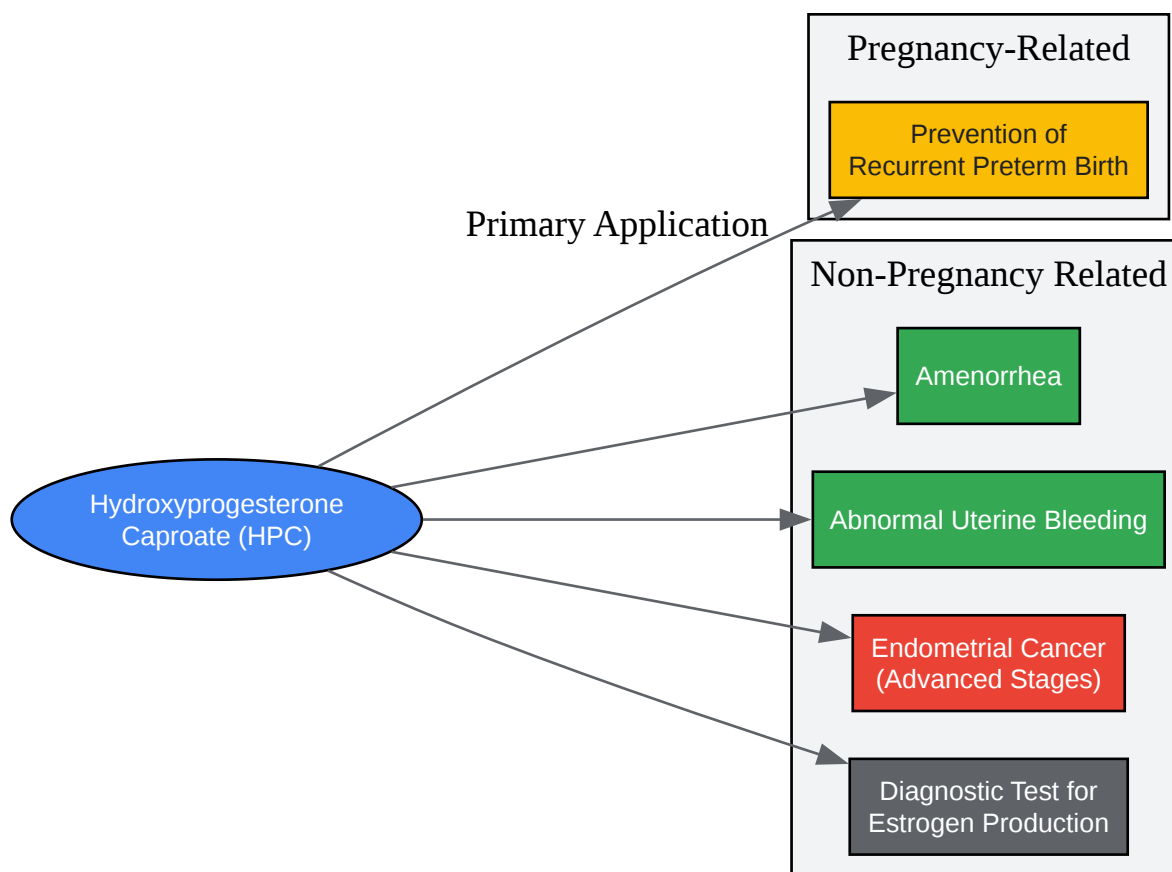 Pregnancy-Related
Prevention of
Recurrent Preterm Birth
Primary Application
Non-Pregnancy Related
Amenorrhea
Hydroxyprogesterone
Caproate (HPC)
Abnormal Uterine Bleeding
Endometrial Cancer
(Advanced Stages)
Diagnostic Test for
Estrogen Production